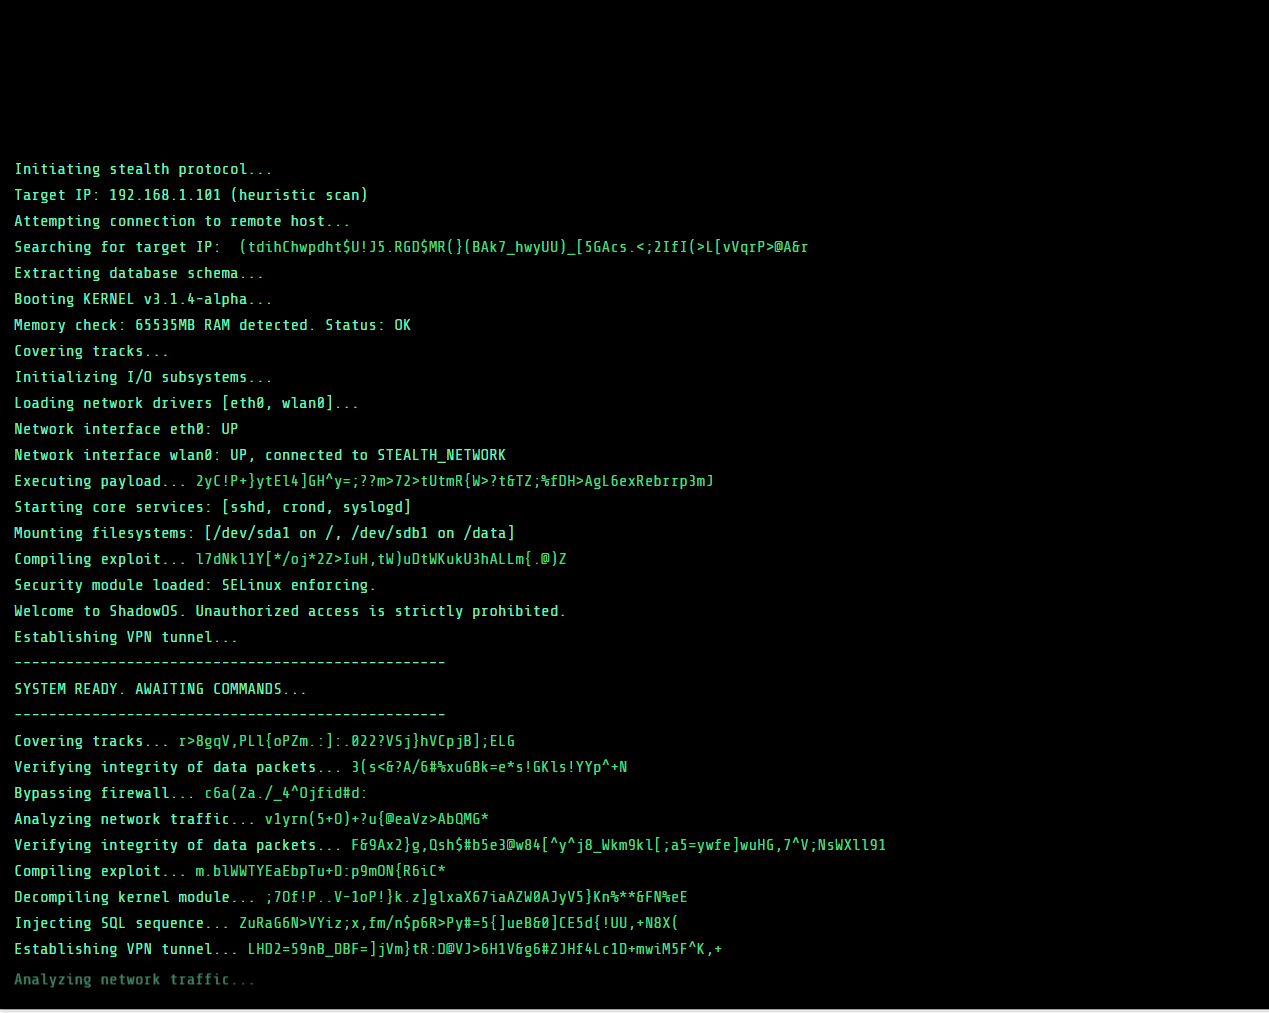 Initiating stealth protocol...
Target IP: 192.168.1.101 (heuristic scan)
Attempting connection to remote host...
Searching for target IP:  (tdihChwpdht$U!J5.RGD$MR(}(BAk7_hwyUU)_[5GAcs.<;2IfI(>L[vVqrP>@A&r
Extracting database schema...
Booting KERNEL v3.1.4-alpha...
Memory check: 65535MB RAM detected. Status: OK
Covering tracks...
Initializing I/O subsystems...
Loading network drivers [eth0, wlan0]...
Network interface eth0: UP
Network interface wlan0: UP, connected to STEALTH_NETWORK
Executing payload... 2yC!P+}ytEl4]GH^y=;??m>72>tUtmR{W>?t&TZ;%fDH>AgL6exRebrrp3mJ
Starting core services: [sshd, crond, syslogd]
Mounting filesystems: [/dev/sda1 on /, /dev/sdb1 on /data]
Compiling exploit... l7dNkl1Y[*/oj*2Z>IuH,tW)uDtWKukU3hALLm{.@)Z
Security module loaded: SELinux enforcing.
Welcome to ShadowOS. Unauthorized access is strictly prohibited.
Establishing VPN tunnel...
--------------------------------------------------
SYSTEM READY. AWAITING COMMANDS...
--------------------------------------------------
Covering tracks... r>8gqV,PLl{oPZm.:]:.022?VSj}hVCpjB];ELG
Verifying integrity of data packets... 3(s<&?A/6#%xuGBk=e*s!GKls!YYp^+N
Bypassing firewall... c6a(Za./_4^Ojfid#d:
Analyzing network traffic... v1yrn(5+O)+?u{@eaVz>AbQMG*
Verifying integrity of data packets... F&9Ax2}g,Qsh$#b5e3@w84[^y^j8_Wkm9kl[;a5=ywfe]wuHG,7^V;NsWXll91
Compiling exploit... m.blWWTYEaEbpTu+D:p9mON{R6iC*
Decompiling kernel module... ;7Of!P..V-1oP!}k.z]glxaX67iaAZW0AJyV5}Kn%**&FN%eE
Injecting SQL sequence... ZuRaG6N>VYiz;x,fm/n$p6R>Py#=5{]ueB&0]CE5d{!UU,+N8X(
Establishing VPN tunnel... LHD2=59nB_DBF=]jVm}tR:D@VJ>6H1V&g6#ZJHf4Lc1D+mwiM5F^K,+
Analyzing network traffic...